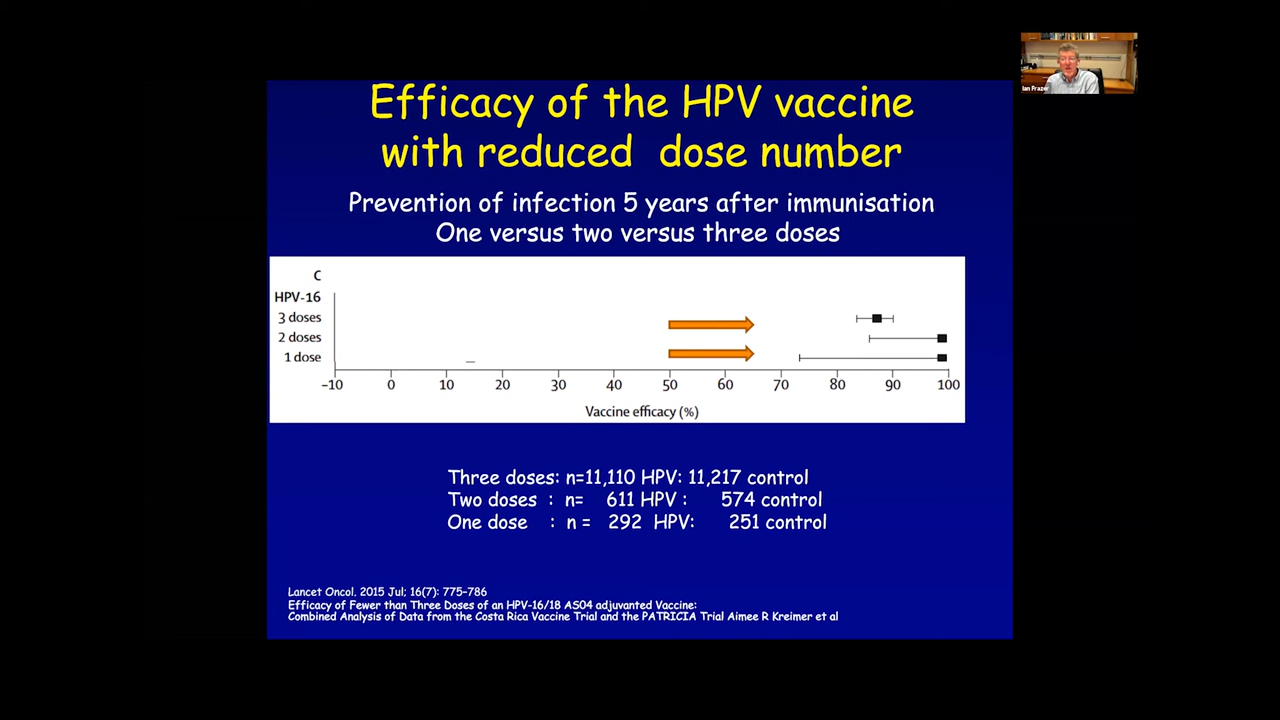 Ian Frazer
Efficacy of the HPV vaccine
with reduced dose number
Prevention of infection 5 years after immunisation
One versus two versus three doses
C
HPV-16
3 doses
2 doses
1 dose
–10 0 10 20 30 40 50 60 70 80 90 100
Vaccine efficacy (%)
Three doses: n=11,110 HPV: 11,217 control
Two doses : n= 611 HPV : 574 control
One dose : n = 292 HPV: 251 control
Lancet Oncol. 2015 Jul; 16(7): 775–786
Efficacy of Fewer than Three Doses of an HPV-16/18 AS04 adjuvanted Vaccine:
Combined Analysis of Data from the Costa Rica Vaccine Trial and the PATRICIA Trial Aimee R Kreimer et al